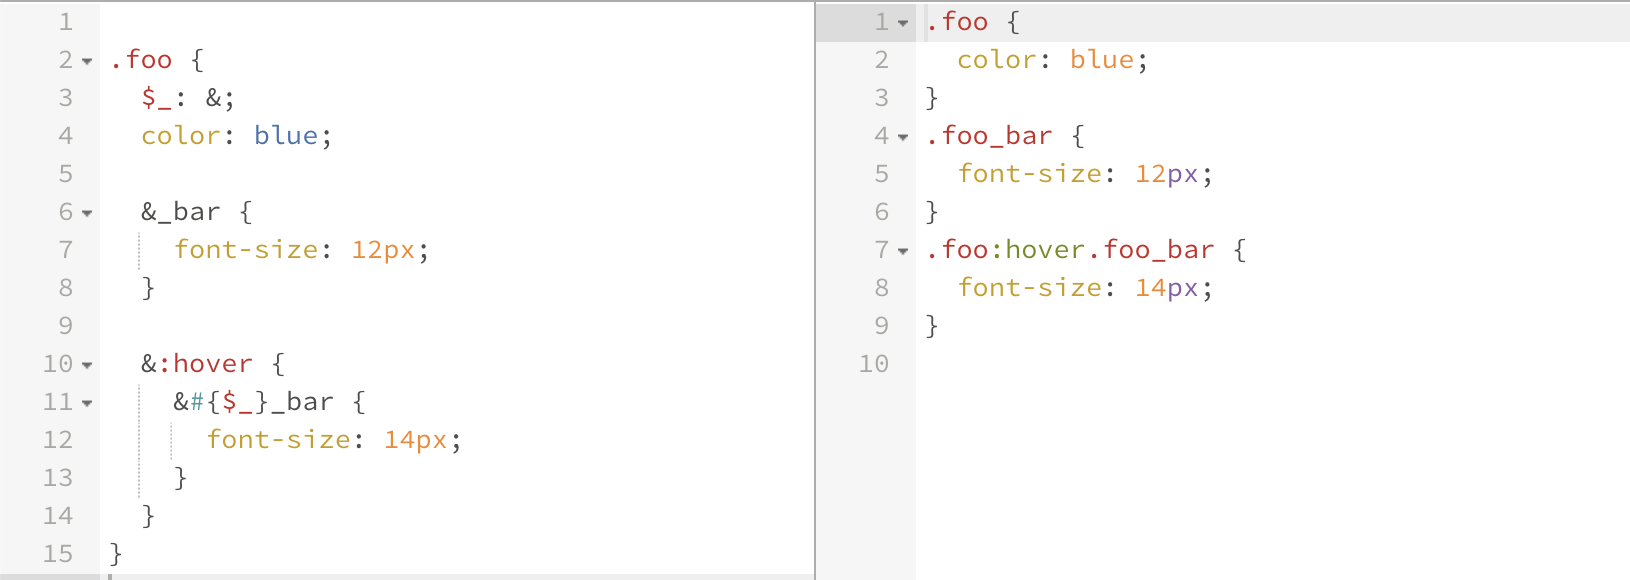 1
2 .foo {
3   $_: &;
4   color: blue;
5
6   &_bar {
7     font-size: 12px;
8   }
9
10   &:hover {
11     &#{$_}_bar {
12       font-size: 14px;
13     }
14   }
15 }
1 .foo {
2   color: blue;
3 }
4 .foo_bar {
5   font-size: 12px;
6 }
7 .foo:hover.foo_bar {
8   font-size: 14px;
9 }
10